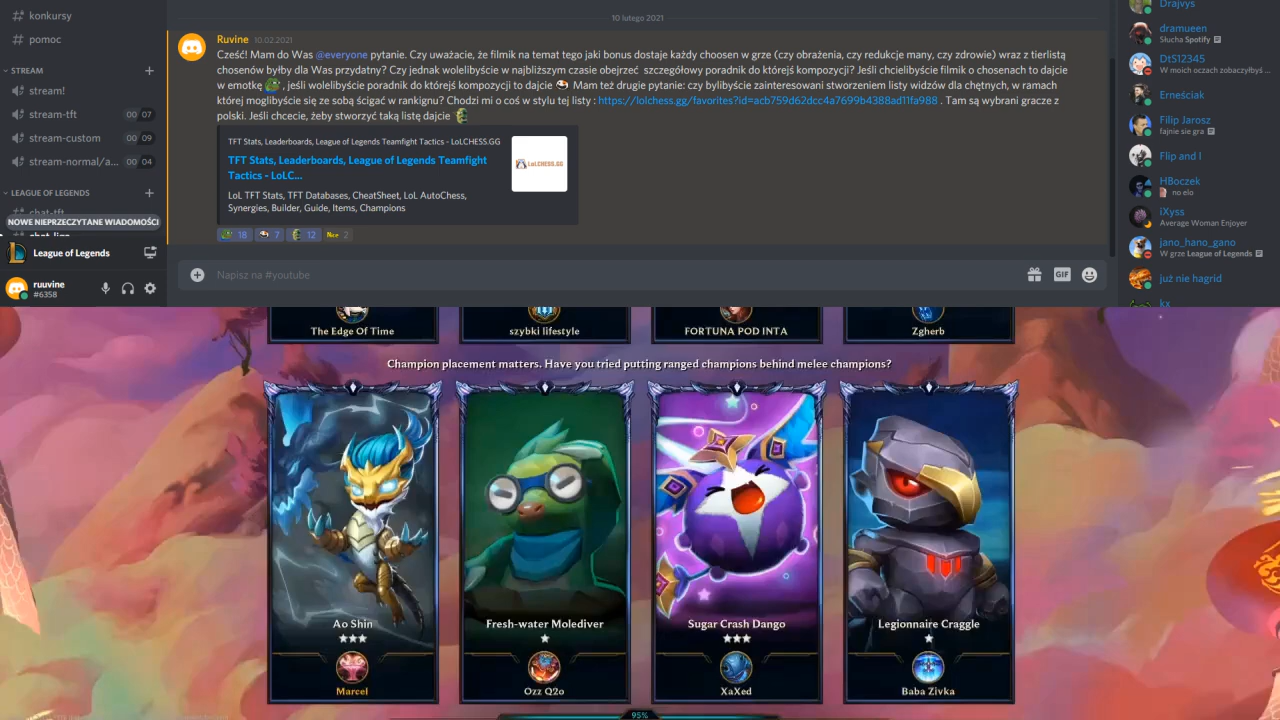 konkursy
pomoc
STREAM
stream!
stream-tft 00 07
stream-custom 00 09
stream-normal/a... 00 04
LEAGUE OF LEGENDS
chat-tft
NOWE NIEPRZECZYTANE WIADOMOŚCI
League of Legends
ruuvine
#6358
10 lutego 2021
Ruvine 10.02.2021
Cześć! Mam do Was @everyone pytanie. Czy uważacie, że filmik na temat tego jaki bonus dostaje każdy choosen w grze (czy obrażenia, czy redukcje many, czy zdrowie) wraz z tierlistą
chosenów byłby dla Was przydatny? Czy jednak wolelibyście w najbliższym czasie obejrzeć szczegółowy poradnik do którejś kompozycji? Jeśli chcielibyście filmik o chosenach to dajcie
w emotkę , jeśli wolelibyście poradnik do którejś kompozycji to dajcie Mam też drugie pytanie: czy bylibyście zainteresowani stworzeniem listy widzów dla chętnych, w ramach
której moglibyście się ze sobą ścigać w rankignu? Chodzi mi o coś w stylu tej listy : https://lolchess.gg/favorites?id=acb759d62dcc4a7699b4388ad11fa988 . Tam są wybrani gracze z
polski. Jeśli chcecie, żeby stworzyć taką listę dajcie
TFT Stats, Leaderboards, League of Legends Teamfight Tactics - LoLCHESS.GG
TFT Stats, Leaderboards, League of Legends Teamfight
Tactics - LoLC...
LoL TFT Stats, TFT Databases, CheatSheet, LoL AutoChess,
Synergies, Builder, Guide, Items, Champions
LoLCHESS.GG
18 7 12 Nice 2
Napisz na #youtube
GIF
Drajvys
dramueen
Słucha Spotify
DtS12345
W moich oczach zobaczyłbyś ...
Erneściak
Filip Jarosz
fajnie sie gra
Flip and I
HBoczek
no elo
iXyss
Average Woman Enjoyer
jano_hano_gano
W grze League of Legends
już nie hagrid
kx
The Edge Of Time
szybki lifestyle
FORTUNA POD INTA
Zgherb
Champion placement matters. Have you tried putting ranged champions behind melee champions?
Ao Shin
Marcel
Fresh-water Molediver
Ozz Q2o
Sugar Crash Dango
XaXed
Legionnaire Craggle
Baba Zivka
95%